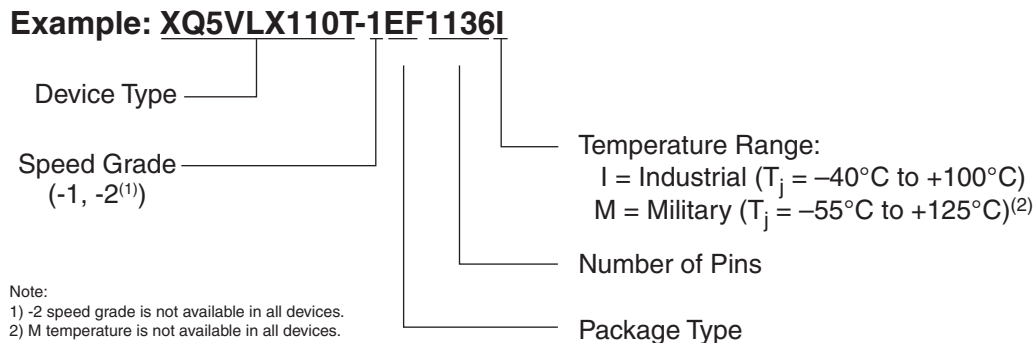 Example: XQ5VLX110T-1EF1136I
Device Type
Speed Grade
(-1, -2(1))
Temperature Range:
I = Industrial (Tj = –40°C to +100°C)
M = Military (Tj = –55°C to +125°C)(2)
Number of Pins
Package Type
Note:
1) -2 speed grade is not available in all devices.
2) M temperature is not available in all devices.